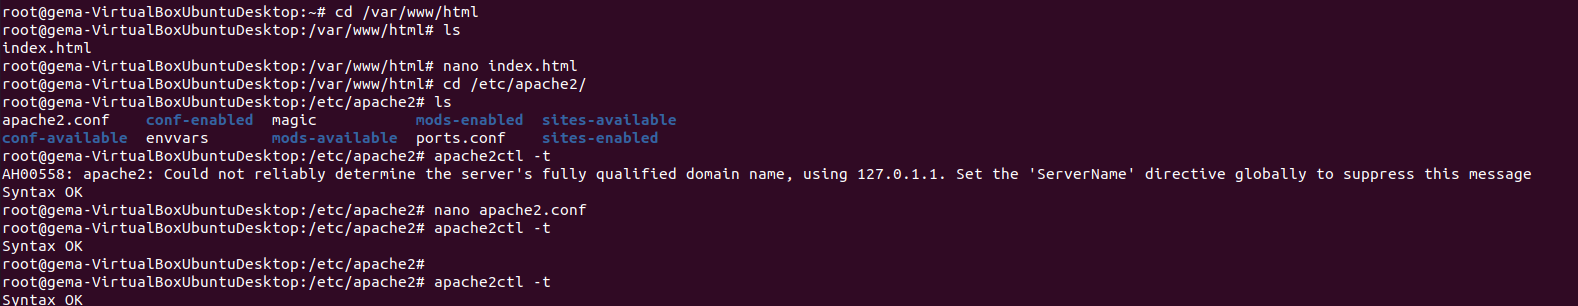 root@gema-VirtualBoxUbuntuDesktop:~# cd /var/www/html
root@gema-VirtualBoxUbuntuDesktop:/var/www/html# ls
index.html
root@gema-VirtualBoxUbuntuDesktop:/var/www/html# nano index.html
root@gema-VirtualBoxUbuntuDesktop:/var/www/html# cd /etc/apache2/
root@gema-VirtualBoxUbuntuDesktop:/etc/apache2# ls
apache2.conf    conf-enabled  magic           mods-enabled  sites-available
conf-available  envvars       mods-available  ports.conf    sites-enabled
root@gema-VirtualBoxUbuntuDesktop:/etc/apache2# apache2ctl -t
AH00558: apache2: Could not reliably determine the server's fully qualified domain name, using 127.0.1.1. Set the 'ServerName' directive globally to suppress this message
Syntax OK
root@gema-VirtualBoxUbuntuDesktop:/etc/apache2# nano apache2.conf
root@gema-VirtualBoxUbuntuDesktop:/etc/apache2# apache2ctl -t
Syntax OK
root@gema-VirtualBoxUbuntuDesktop:/etc/apache2#
root@gema-VirtualBoxUbuntuDesktop:/etc/apache2# apache2ctl -t
Syntax OK